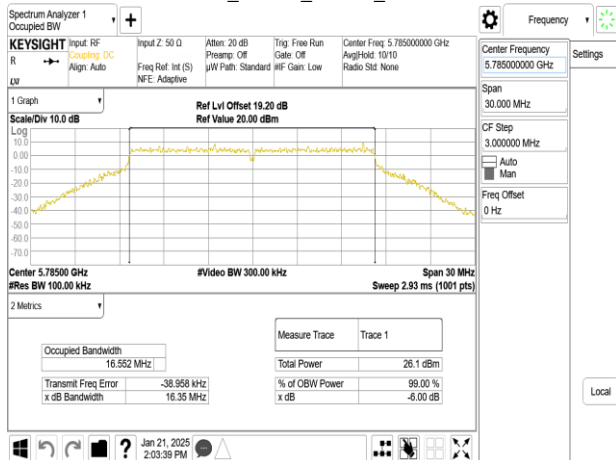 Spectrum Analyzer 1
Occupied BW
Frequency
KEYSIGHT
R
Input: RF
Coupling: DC
Align: Auto
Input Z: 50 Ω
Freq Ref: Int (S)
NFE: Adaptive
Atten: 20 dB
Preamp: Off
µW Path: Standard
Trig: Free Run
Gate: Off
#IF Gain: Low
Center Freq: 5.785000000 GHz
Avg|Hold: 10/10
Radio Std: None
Center Frequency
5.785000000 GHz
Settings
Span
30.000 MHz
CF Step
3.000000 MHz
Auto
Man
Freq Offset
0 Hz
Local
1 Graph
Scale/Div 10.0 dB
Ref Lvl Offset 19.20 dB
Ref Value 20.00 dBm
Log
10.0
0.00
-10.0
-20.0
-30.0
-40.0
-50.0
-60.0
-70.0
Center 5.78500 GHz
#Res BW 100.00 kHz
#Video BW 300.00 kHz
Span 30 MHz
Sweep 2.93 ms (1001 pts)
2 Metrics
Measure Trace Trace 1
Occupied Bandwidth
16.552 MHz
Total Power 26.1 dBm
Transmit Freq Error -38.958 kHz
% of OBW Power 99.00 %
x dB Bandwidth 16.35 MHz
x dB -6.00 dB
Jan 21, 2025
2:03:39 PM